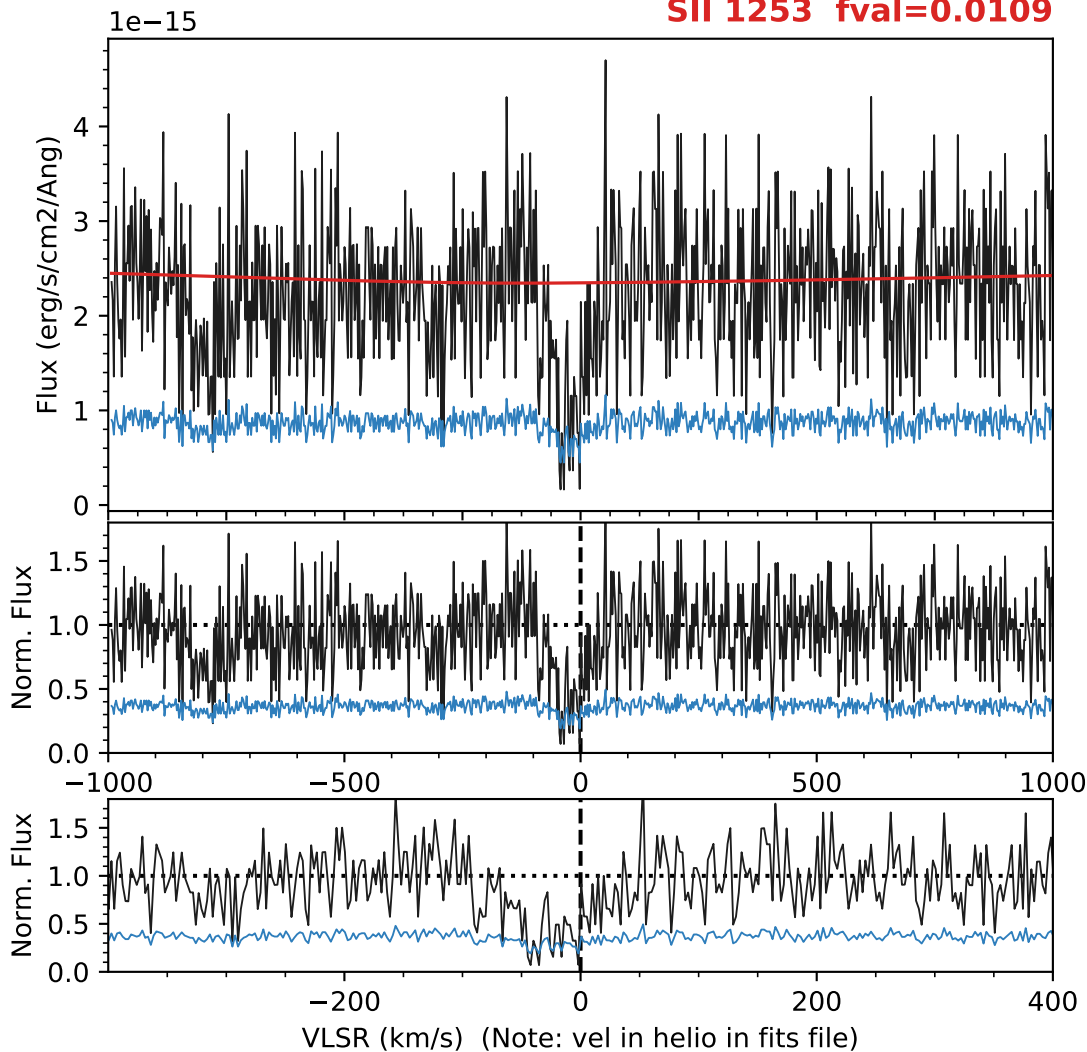 1e−15
SII 1253 fval=0.0109
Flux (erg/s/cm2/Ang)
4
3
2
1
0
Norm. Flux
1.5
1.0
0.5
0.0
−1000 −500 0 500 1000
Norm. Flux
1.5
1.0
0.5
0.0
−200 0 200 400
VLSR (km/s) (Note: vel in helio in fits file)